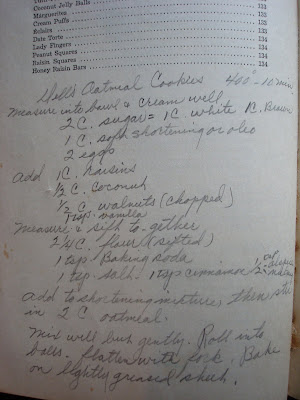 Coconut Jelly Balls 133
Marguerites 133
Cream Puffs 133
Eclairs 133
Date Torte 134
Lady Fingers 134
Peanut Squares 134
Raisin Squares 134
Honey Raisin Bars 134
Oatmeal Cookies 400° - 10 min
Measure into bowl & cream well
2 C. sugar = 1 C. white 1 C. Brown
1 C. soft shortening or oleo
2 eggs
Add 1 C. raisins
½ C. coconut
½ C. walnuts (chopped)
1 tsp. vanilla
Measure & sift to-gether
2 ¼ C. flour (sifted)
1 tsp Baking soda
1 tsp. salt. 1 tsp cinnamon
add to shortening mixture, then stir
in 2 C oatmeal.
Mix well but gently. Roll into
balls. flatten with fork. Bake
on lightly greased sheet.